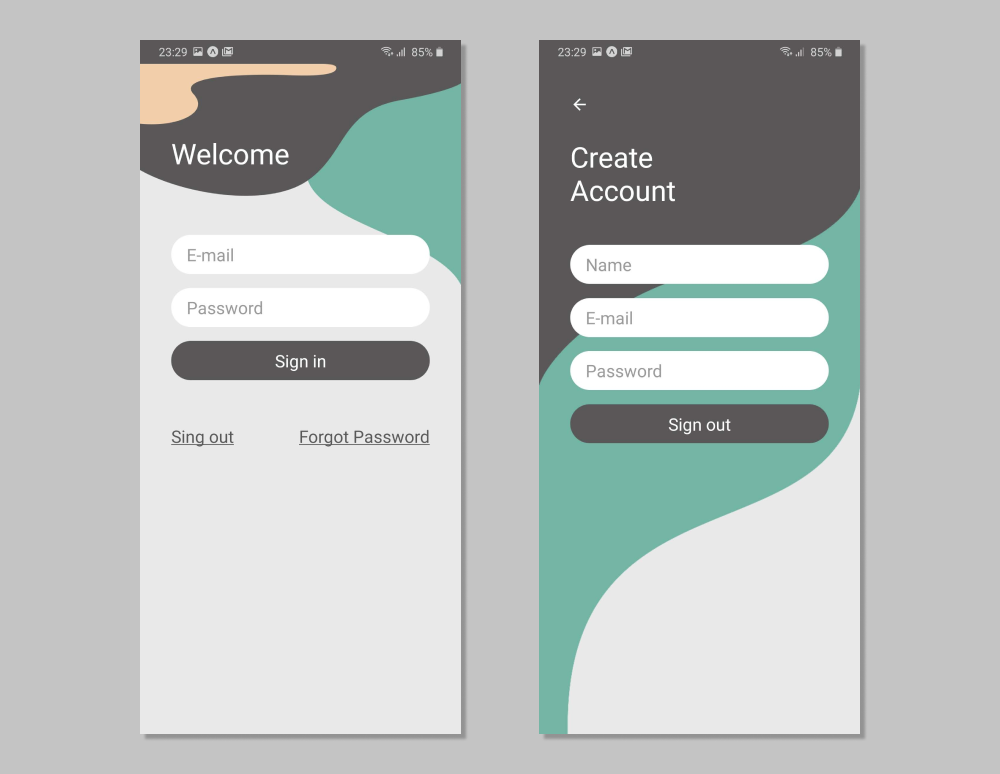 23:29 85%
Welcome
E-mail
Password
Sign in
Sing out Forgot Password
23:29 85%
Create
Account
Name
E-mail
Password
Sign out